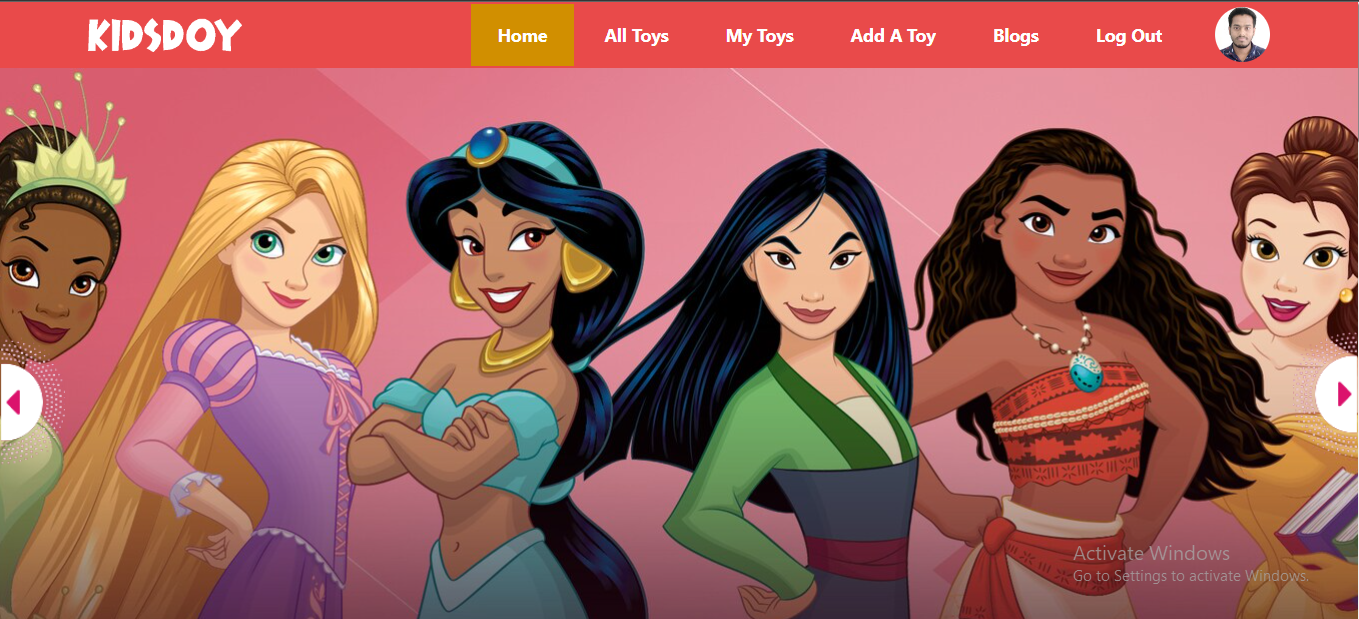 KIDSDOY
Home All Toys My Toys Add A Toy Blogs Log Out
Activate Windows
Go to Settings to activate Windows.